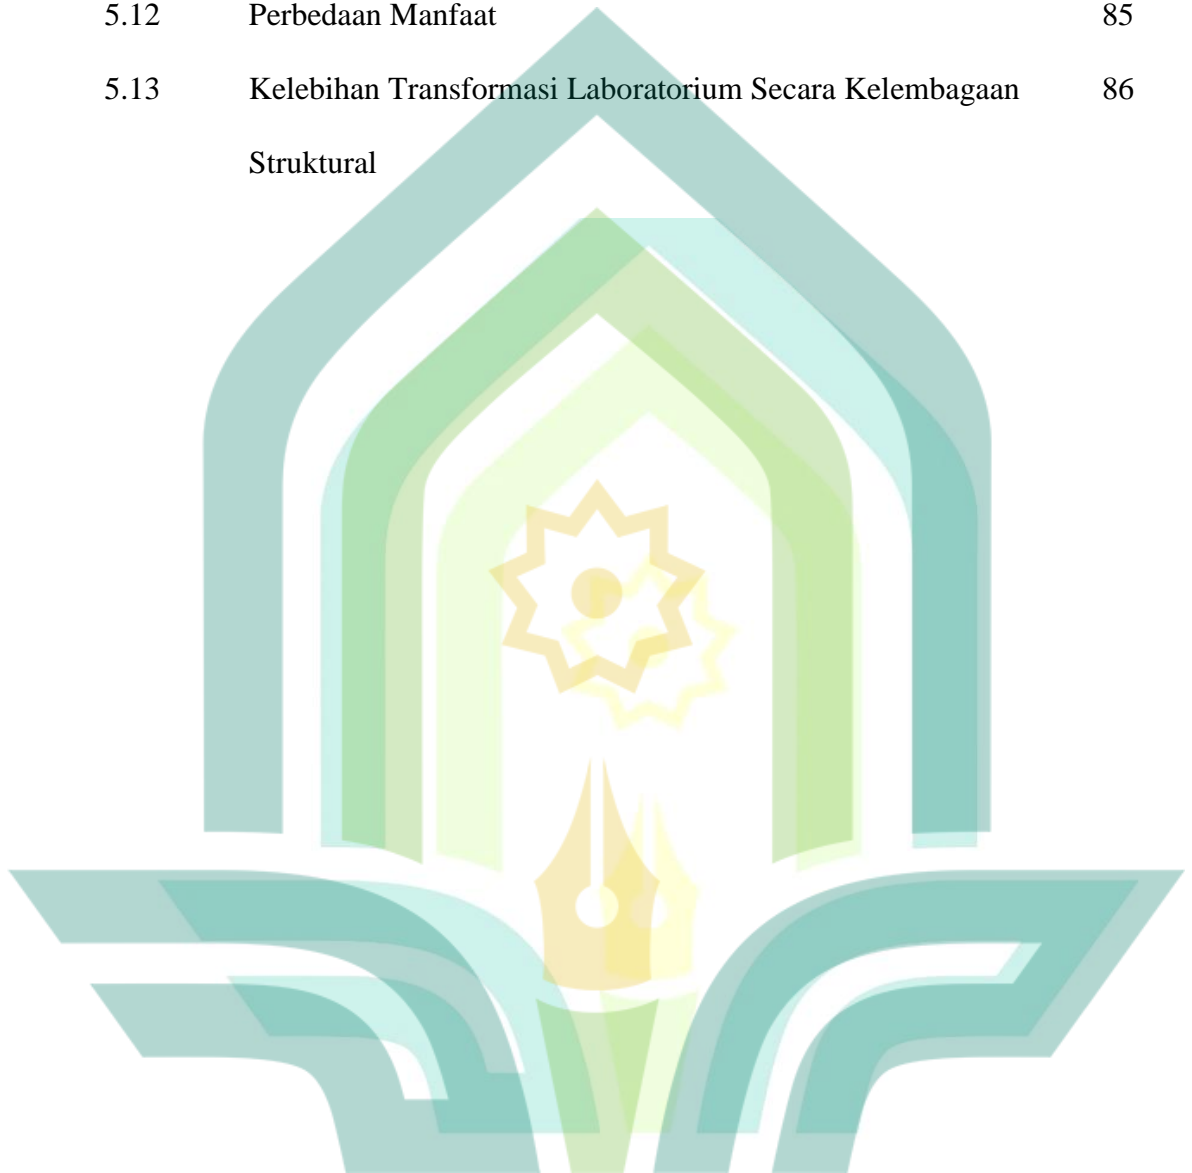 5.12 Perbedaan Manfaat 85
5.13 Kelebihan Transformasi Laboratorium Secara Kelembagaan 86
Struktural